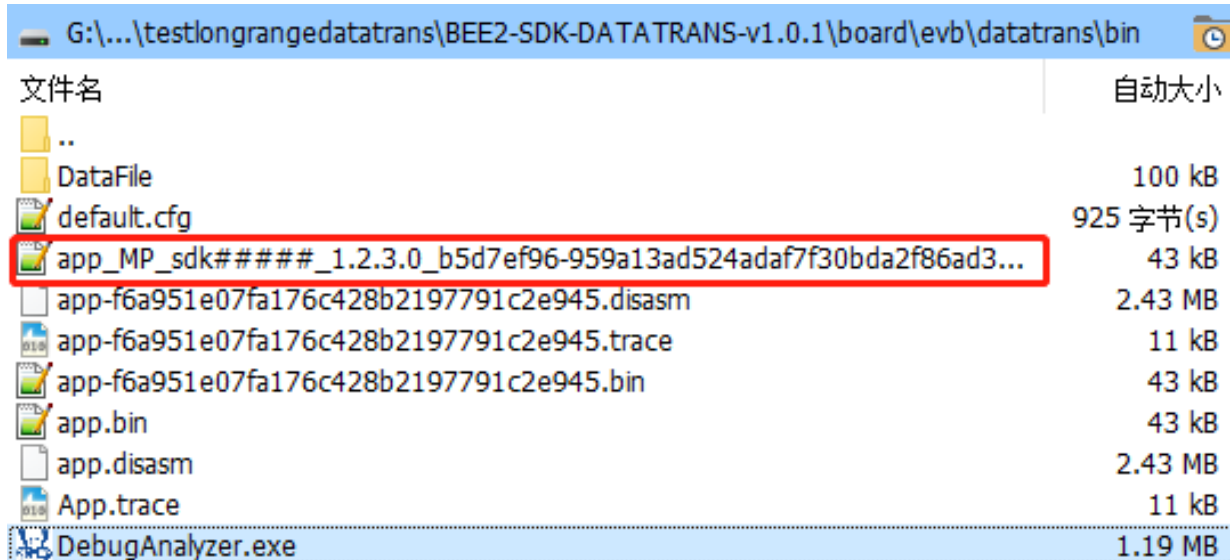 G:\...\testlongrangedatatrans\BEE2-SDK-DATATRANS-v1.0.1\board\evb\datatrans\bin
文件名 自动大小
..
DataFile 100 kB
default.cfg 925 字节(s)
app_MP_sdk#####_1.2.3.0_b5d7ef96-959a13ad524adaf7f30bda2f86ad3... 43 kB
app-f6a951e07fa176c428b2197791c2e945.disasm 2.43 MB
app-f6a951e07fa176c428b2197791c2e945.trace 11 kB
app-f6a951e07fa176c428b2197791c2e945.bin 43 kB
app.bin 43 kB
app.disasm 2.43 MB
App.trace 11 kB
DebugAnalyzer.exe 1.19 MB